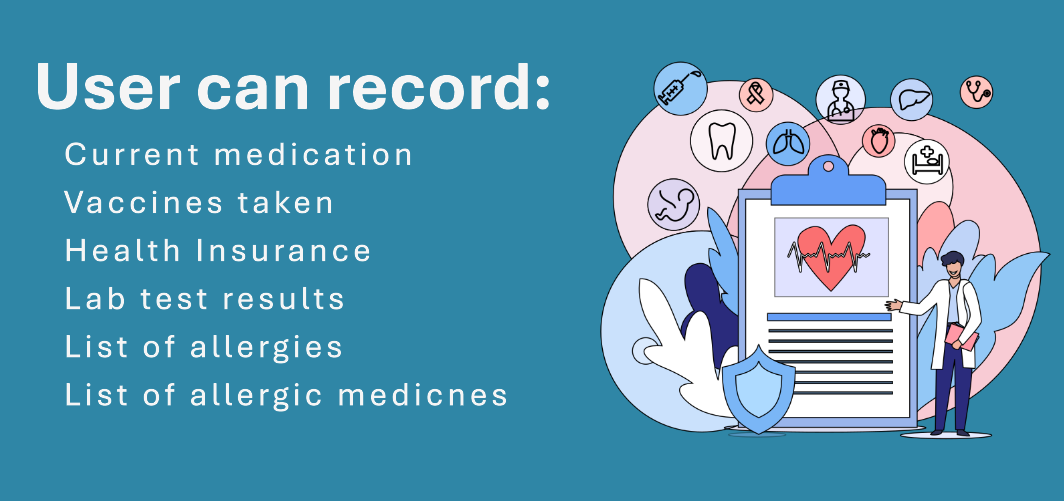 User can record:
Current medication
Vaccines taken
Health Insurance
Lab test results
List of allergies
List of allergic medicnes